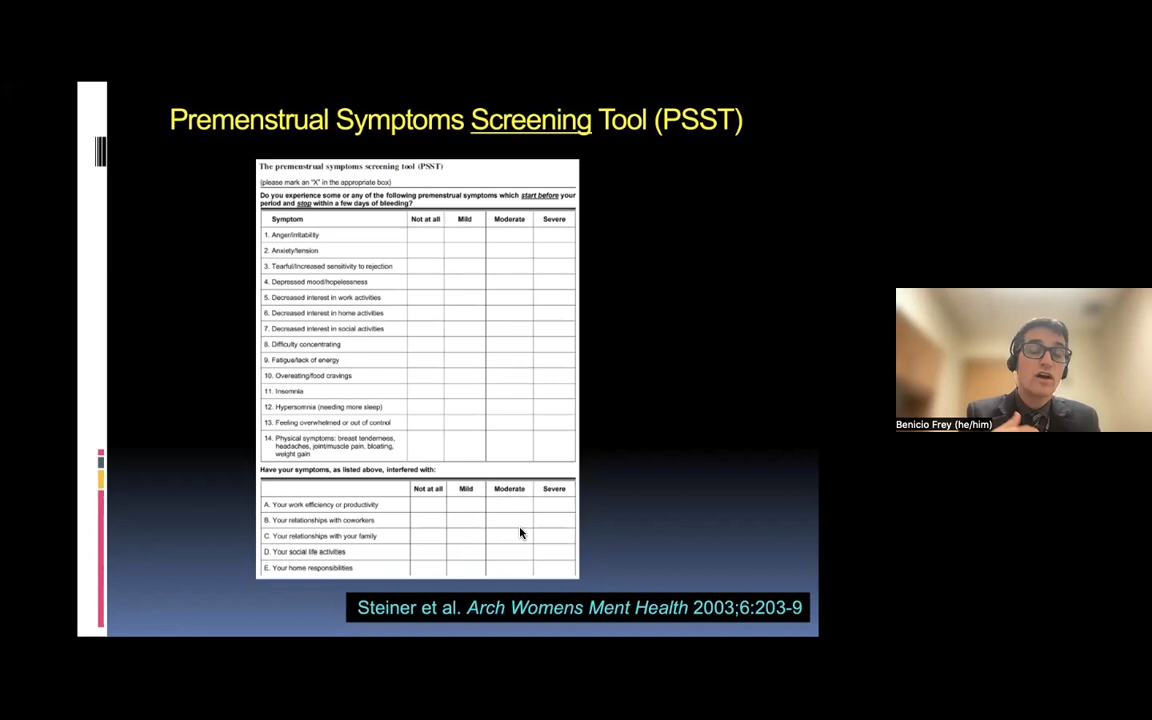 Premenstrual Symptoms Screening Tool (PSST)
The premenstrual symptoms screening tool (PSST)
(please mark an "X" in the appropriate box)
Do you experience some or any of the following premenstrual symptoms which start before your
period and stop within a few days of bleeding?
Symptom Not at all Mild Moderate Severe
1. Anger/irritability
2. Anxiety/tension
3. Tearful/Increased sensitivity to rejection
4. Depressed mood/hopelessness
5. Decreased interest in work activities
6. Decreased interest in home activities
7. Decreased interest in social activities
8. Difficulty concentrating
9. Fatigue/lack of energy
10. Overeating/food cravings
11. Insomnia
12. Hypersomnia (needing more sleep)
13. Feeling overwhelmed or out of control
14. Physical symptoms: breast tenderness,
headaches, joint/muscle pain, bloating,
weight gain
Have your symptoms, as listed above, interfered with:
Not at all Mild Moderate Severe
A. Your work efficiency or productivity
B. Your relationships with coworkers
C. Your relationships with your family
D. Your social life activities
E. Your home responsibilities
Steiner et al. Arch Womens Ment Health 2003;6:203-9
Benicio Frey (he/him)